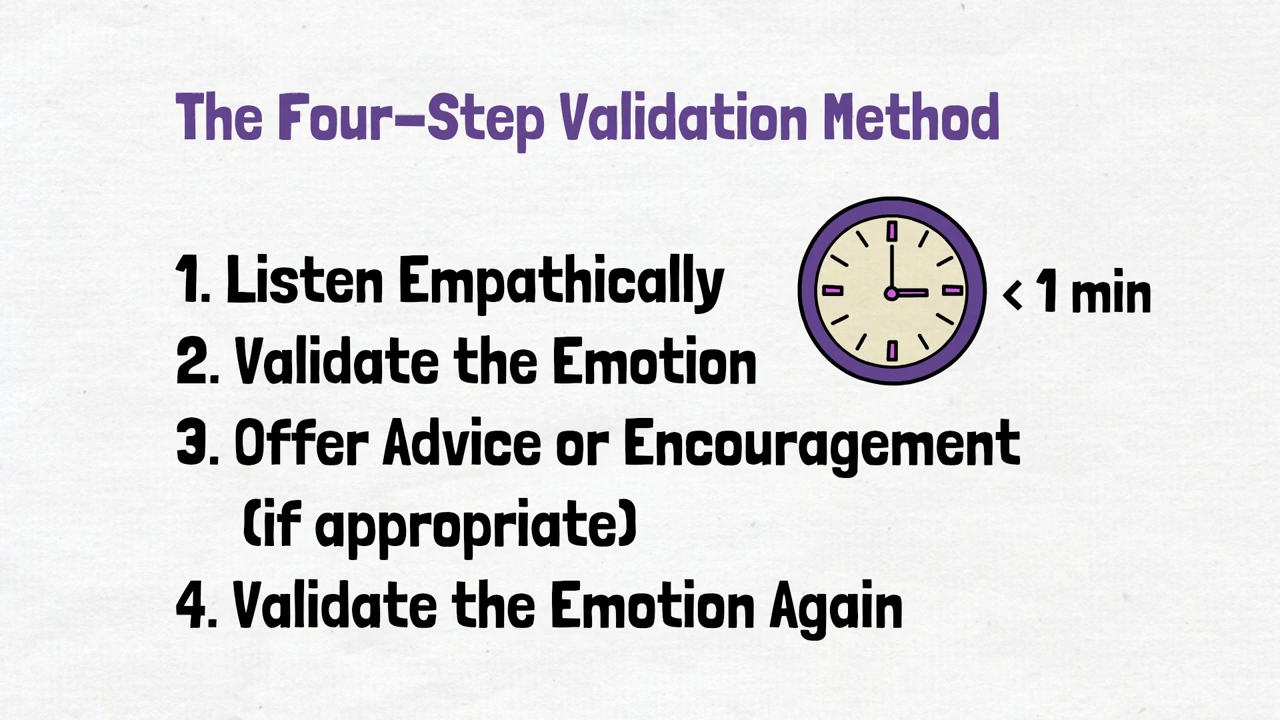 The Four-Step Validation Method
1. Listen Empathically
< 1 min
2. Validate the Emotion
3. Offer Advice or Encouragement
(if appropriate)
4. Validate the Emotion Again